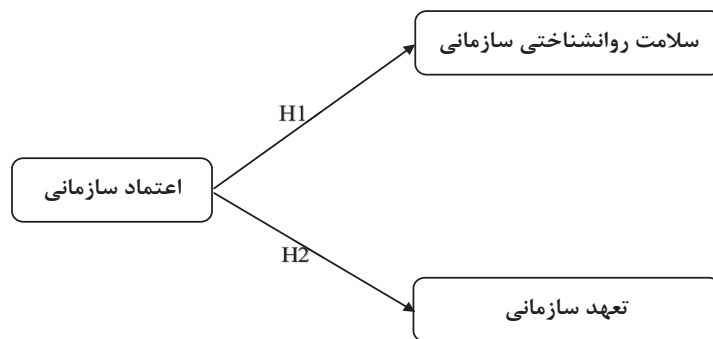 سلامت روانشناختی سازمانی
H1
اعتماد سازمانی
H2
تعهد سازمانی